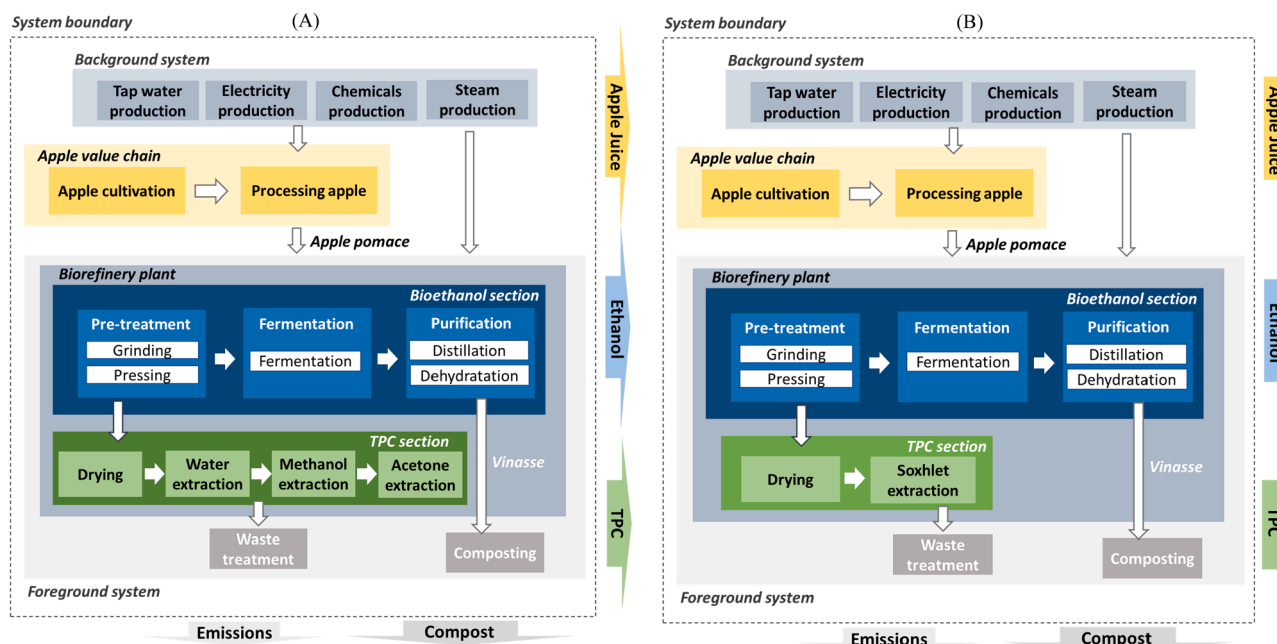 (A)
System boundary
Background system
Tap water
production
Electricity
production
Chemicals
production
Steam
production
Apple value chain
Apple cultivation
Processing apple
Apple pomace
Biorefinery plant
Bioethanol section
Pre-treatment
Grinding
Pressing
Fermentation
Fermentation
Purification
Distillation
Dehydratation
TPC section
Drying
Water
extraction
Methanol
extraction
Acetone
extraction
Vinasse
Waste
treatment
Composting
Foreground system
Emissions
Compost
Apple Juice
Ethanol
TPC
(B)
System boundary
Background system
Tap water
production
Electricity
production
Chemicals
production
Steam
production
Apple value chain
Apple cultivation
Processing apple
Apple pomace
Biorefinery plant
Bioethanol section
Pre-treatment
Grinding
Pressing
Fermentation
Fermentation
Purification
Distillation
Dehydratation
TPC section
Drying
Soxhlet
extraction
Vinasse
Waste
treatment
Composting
Foreground system
Emissions
Compost
Apple Juice
Ethanol
TPC